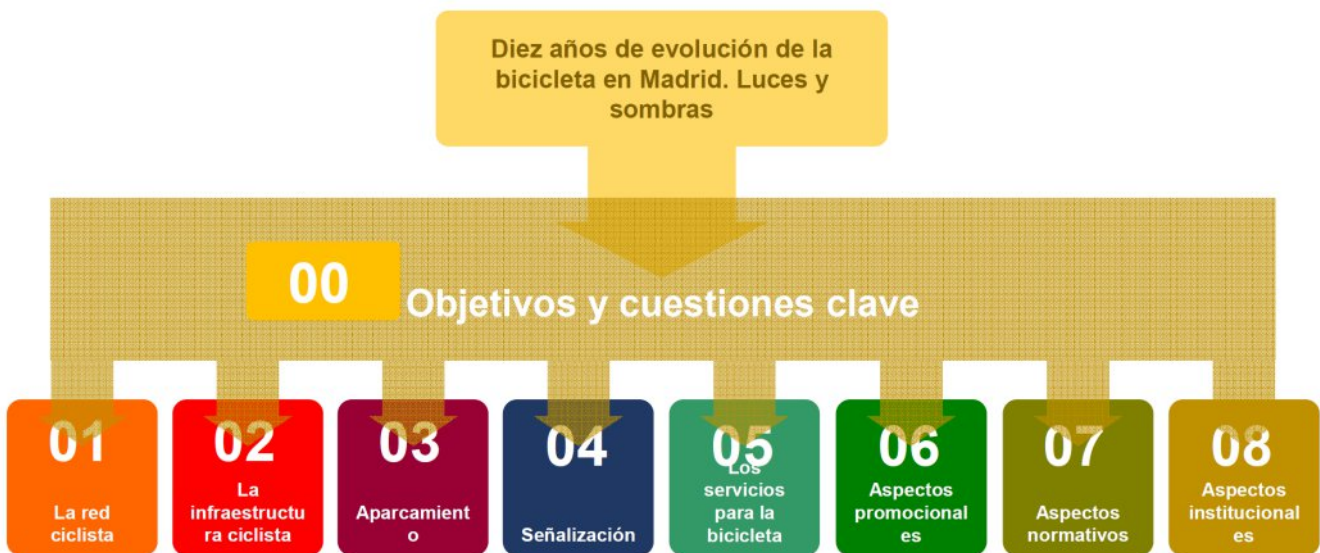 Diez años de evolución de la
bicicleta en Madrid. Luces y
sombras
00
Objetivos y cuestiones clave
01
La red
ciclista
02
La
infraestructu
ra ciclista
03
Aparcamient
o
04
Señalización
05
Los
servicios
para la
bicicleta
06
Aspectos
promocional
es
07
Aspectos
normativos
08
Aspectos
institucional
es